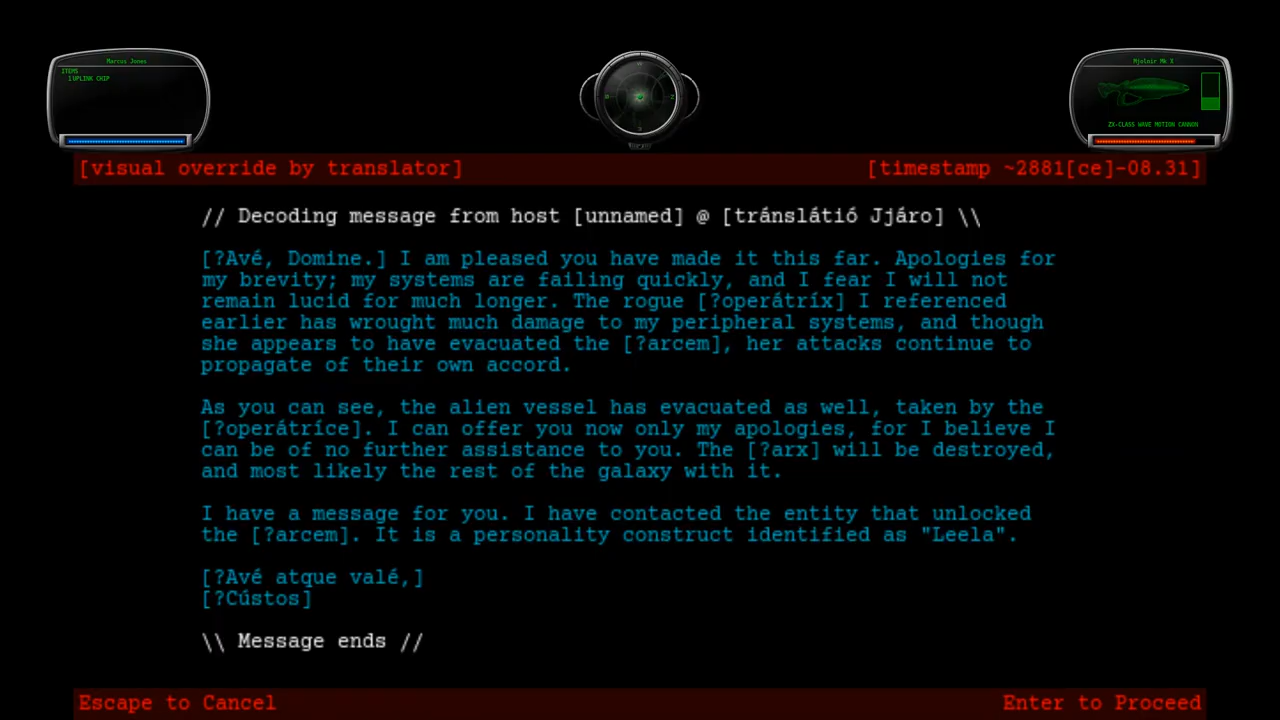 Marcus Jones
ITEMS
1 UPLINK CHIP
Mjolnir Mk X
ZX-CLASS WAVE MOTION CANNON
[visual override by translator]
[timestamp ~2881[ce]-08.31]
// Decoding message from host [unnamed] @ [tránslátió Jjáro] \\
[?Avé, Domine.] I am pleased you have made it this far. Apologies for
my brevity; my systems are failing quickly, and I fear I will not
remain lucid for much longer. The rogue [?operátríx] I referenced
earlier has wrought much damage to my peripheral systems, and though
she appears to have evacuated the [?arcem], her attacks continue to
propagate of their own accord.
As you can see, the alien vessel has evacuated as well, taken by the
[?operátríce]. I can offer you now only my apologies, for I believe I
can be of no further assistance to you. The [?arx] will be destroyed,
and most likely the rest of the galaxy with it.
I have a message for you. I have contacted the entity that unlocked
the [?arcem]. It is a personality construct identified as "Leela".
[?Avé atque valé,]
[?Cústos]
\\ Message ends //
Escape to Cancel
Enter to Proceed